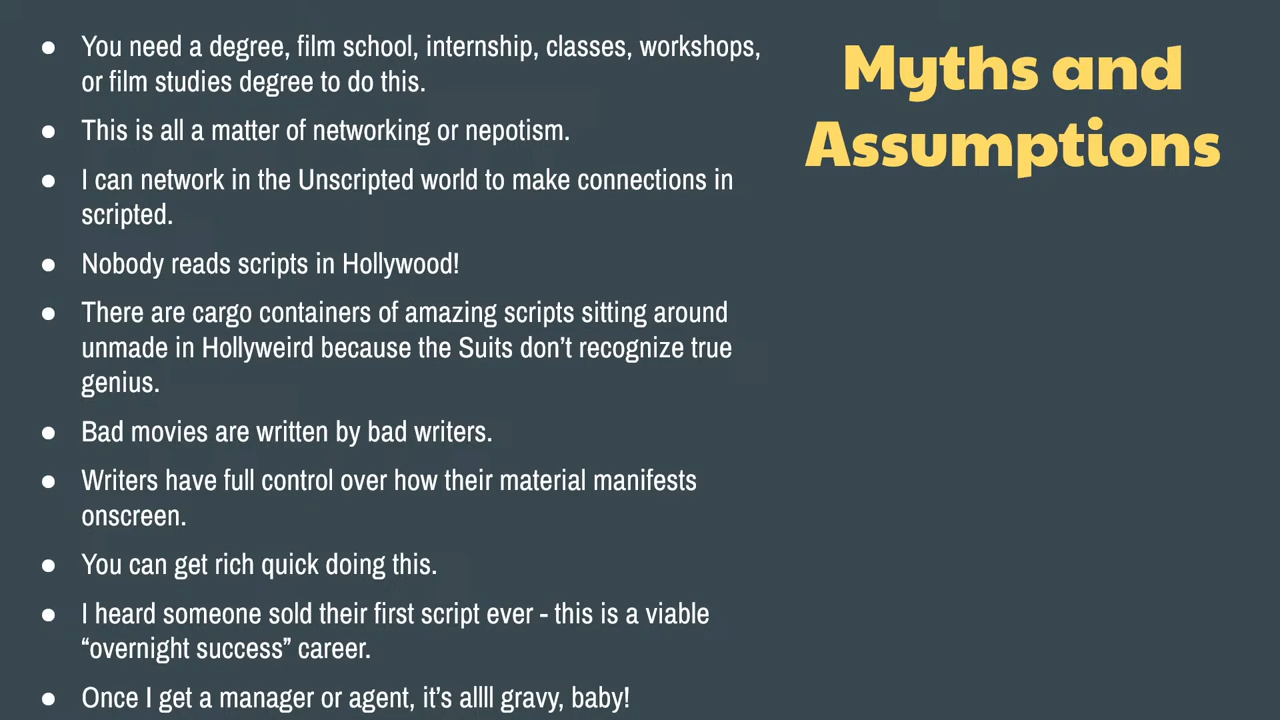 Myths and
Assumptions
● You need a degree, film school, internship, classes, workshops,
or film studies degree to do this.
● This is all a matter of networking or nepotism.
● I can network in the Unscripted world to make connections in
scripted.
● Nobody reads scripts in Hollywood!
● There are cargo containers of amazing scripts sitting around
unmade in Hollyweird because the Suits don’t recognize true
genius.
● Bad movies are written by bad writers.
● Writers have full control over how their material manifests
onscreen.
● You can get rich quick doing this.
● I heard someone sold their first script ever - this is a viable
“overnight success” career.
● Once I get a manager or agent, it’s allll gravy, baby!